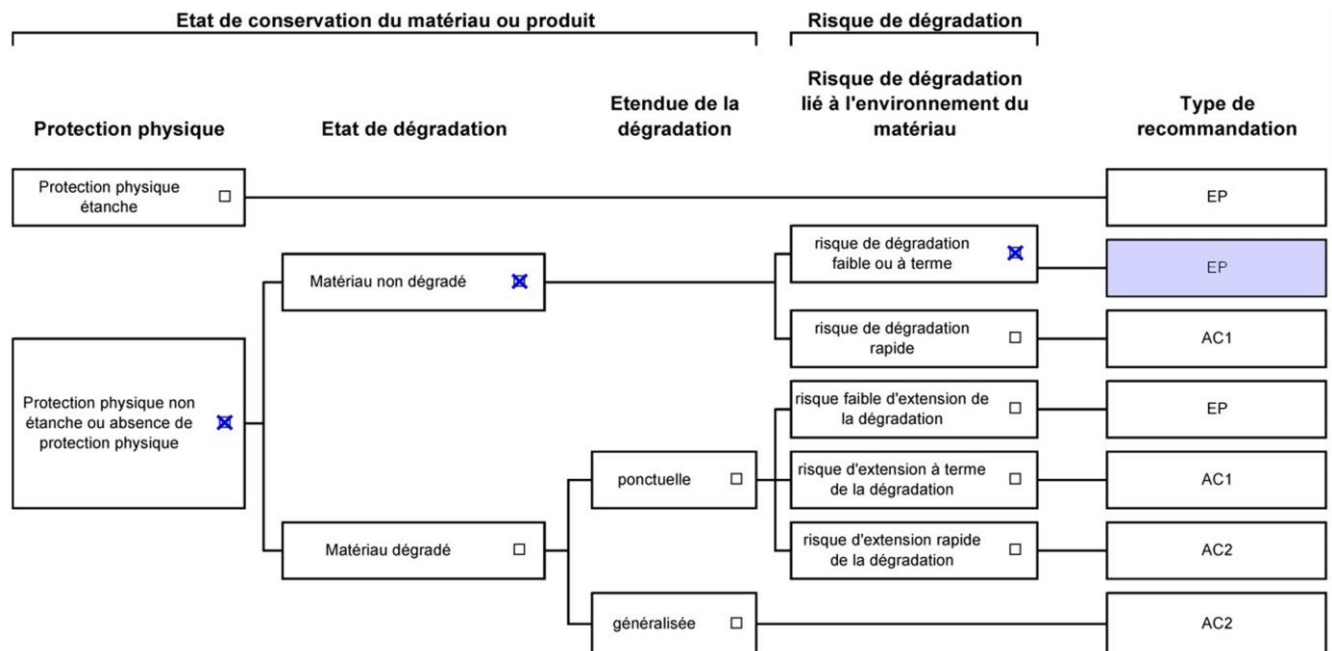 Etat de conservation du matériau ou produit
Risque de dégradation
Protection physique
Etat de dégradation
Etendue de la
dégradation
Risque de dégradation
lié à l'environnement du
matériau
Type de
recommandation
Protection physique
étanche
EP
risque de dégradation
faible ou à terme
EP
Matériau non dégradé
risque de dégradation
rapide
AC1
Protection physique non
étanche ou absence de
protection physique
risque faible d'extension de
la dégradation
EP
ponctuelle
risque d'extension à terme
de la dégradation
AC1
Matériau dégradé
risque d'extension rapide
de la dégradation
AC2
généralisée
AC2